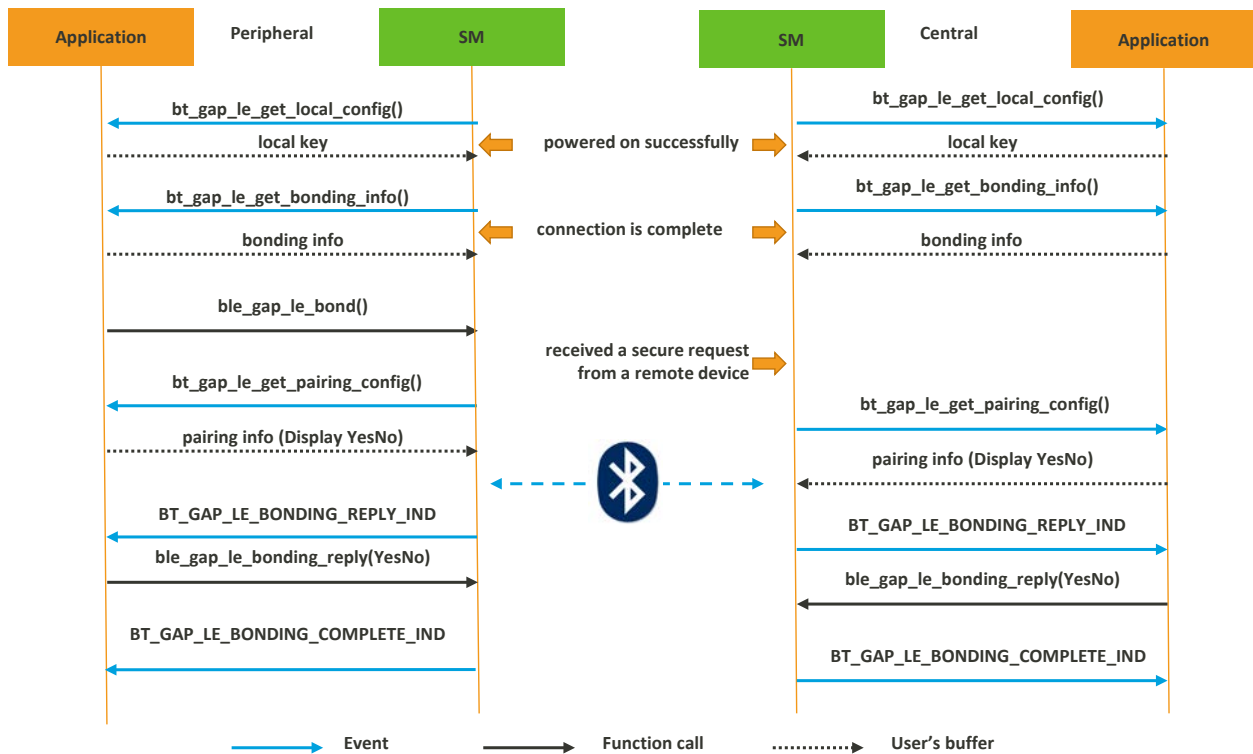 Application
Peripheral
SM
SM
Central
Application
bt_gap_le_get_local_config()
bt_gap_le_get_local_config()
local key
powered on successfully
local key
bt_gap_le_get_bonding_info()
bt_gap_le_get_bonding_info()
connection is complete
bonding info
bonding info
ble_gap_le_bond()
received a secure request
from a remote device
bt_gap_le_get_pairing_config()
bt_gap_le_get_pairing_config()
pairing info (Display YesNo)
pairing info (Display YesNo)
BT_GAP_LE_BONDING_REPLY_IND
BT_GAP_LE_BONDING_REPLY_IND
ble_gap_le_bonding_reply(YesNo)
ble_gap_le_bonding_reply(YesNo)
BT_GAP_LE_BONDING_COMPLETE_IND
BT_GAP_LE_BONDING_COMPLETE_IND
Event
Function call
User's buffer